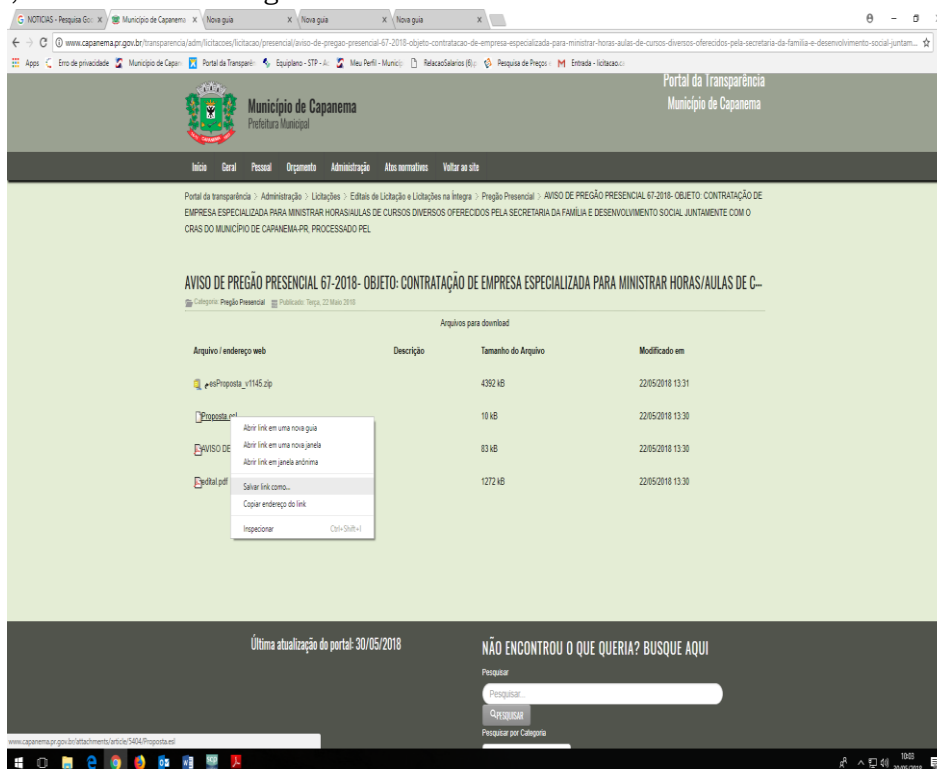 NOTICIAS - Pesquisa Goo
Município de Capanema
Nova guia
Nova guia
Nova guia
www.capanema.pr.gov.br/transparencia/adm/licitacoes/licitacao/presencial/aviso-de-pregao-presencial-67-2018-objeto-contratacao-de-empresa-especializada-para-ministrar-horas-aulas-de-cursos-diversos-oferecidos-pela-secretaria-da-familia-e-desenvolvimento-social-juntam...
Apps
Erro de privacidade
Município de Capan
Portal da Transparên
Equiplano - STP - Ac
Meu Perfil - Municíp
RelacaoSalarios (6).p
Pesquisa de Preços
Entrada - licitacao.c
Portal da Transparência
Município de Capanema
Município de Capanema
Prefeitura Municipal
Início Geral Pessoal Orçamento Administração Atos normativos Voltar ao site
Portal da transparência > Administração > Licitações > Editais de Licitação e Licitações na Íntegra > Pregão Presencial > AVISO DE PREGÃO PRESENCIAL 67-2018- OBJETO: CONTRATAÇÃO DE
EMPRESA ESPECIALIZADA PARA MINISTRAR HORAS/AULAS DE CURSOS DIVERSOS OFERECIDOS PELA SECRETARIA DA FAMÍLIA E DESENVOLVIMENTO SOCIAL JUNTAMENTE COM O
CRAS DO MUNICÍPIO DE CAPANEMA-PR, PROCESSADO PEL
AVISO DE PREGÃO PRESENCIAL 67-2018- OBJETO: CONTRATAÇÃO DE EMPRESA ESPECIALIZADA PARA MINISTRAR HORAS/AULAS DE C...
Categoria: Pregão Presencial Publicado: Terça, 22 Maio 2018
Arquivos para download
Arquivo / endereço web Descrição Tamanho do Arquivo Modificado em
esProposta_v1145.zip 4392 kB 22/05/2018 13:31
Proposta.esl 10 kB 22/05/2018 13:30
AVISO DE 83 kB 22/05/2018 13:30
edital.pdf 1272 kB 22/05/2018 13:30
Abrir link em uma nova guia
Abrir link em uma nova janela
Abrir link em janela anônima
Salvar link como...
Copiar endereço do link
Inspecionar Ctrl+Shift+I
Última atualização do portal: 30/05/2018
NÃO ENCONTROU O QUE QUERIA? BUSQUE AQUI
Pesquisar
Pesquisar...
PESQUISAR
Pesquisar por Categoria
www.capanema.pr.gov.br/attachments/article/5404/Proposta.esl
10:03
30/05/2018